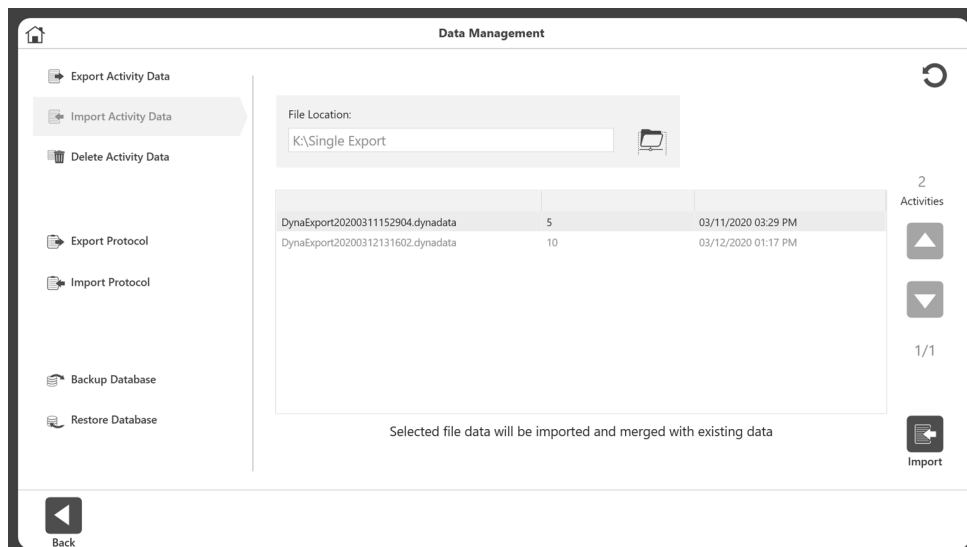 Data Management
Export Activity Data
Import Activity Data
Delete Activity Data
Export Protocol
Import Protocol
Backup Database
Restore Database
File Location:
K:\Single Export
DynaExport20200311152904.dynadata 5 03/11/2020 03:29 PM
DynaExport20200312131602.dynadata 10 03/12/2020 01:17 PM
Selected file data will be imported and merged with existing data
2
Activities
1/1
Import
Back